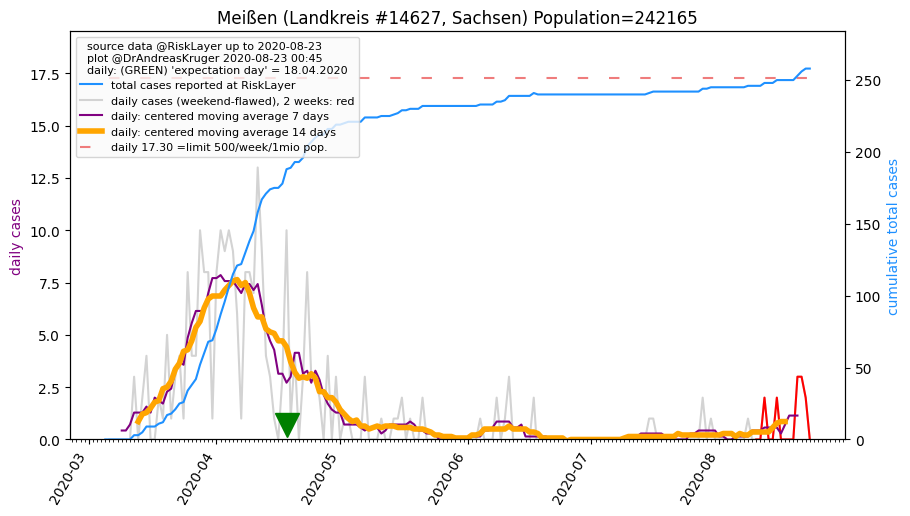 Meißen (Landkreis #14627, Sachsen) Population=242165
source data @RiskLayer up to 2020-08-23
plot @DrAndreasKruger 2020-08-23 00:45
daily: (GREEN) 'expectation day' = 18.04.2020
total cases reported at RiskLayer
daily cases (weekend-flawed), 2 weeks: red
daily: centered moving average 7 days
daily: centered moving average 14 days
daily 17.30 =limit 500/week/1mio pop.
daily cases
17.5
15.0
12.5
10.0
7.5
5.0
2.5
0.0
250
200
150
100
50
0
cumulative total cases
2020-03
2020-04
2020-05
2020-06
2020-07
2020-08